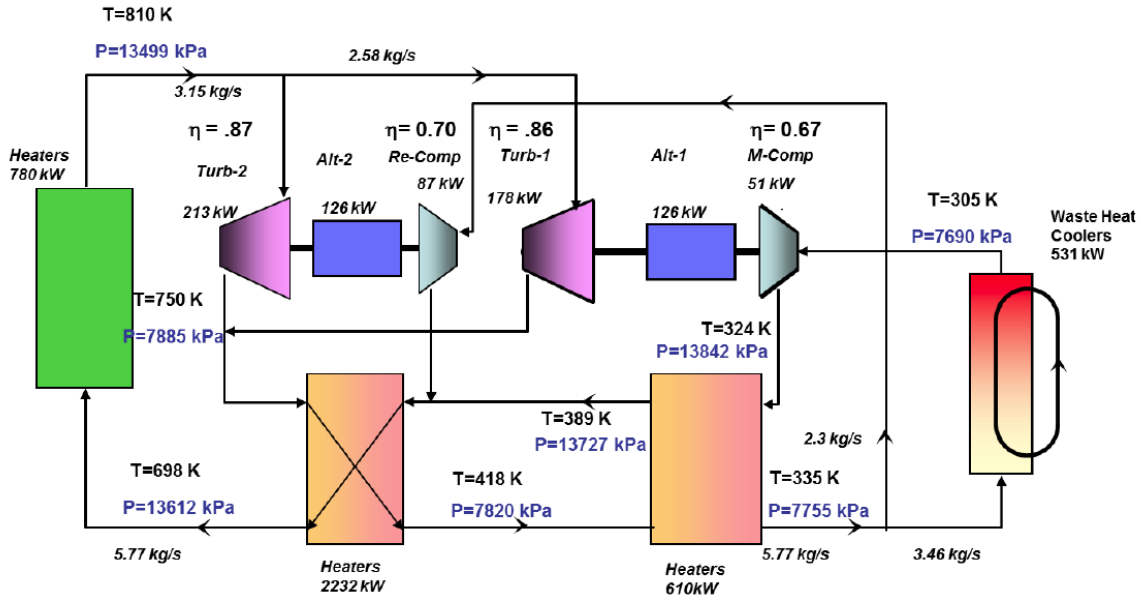 T=810 K
P=13499 kPa
2.58 kg/s
3.15 kg/s
η = .87
η= 0.70
η= .86
η= 0.67
Heaters
780 kW
Turb-2
Alt-2
Re-Comp
Turb-1
Alt-1
M-Comp
87 kW
178 kW
51 kW
213 kW
126 kW
126 kW
T=305 K
P=7690 kPa
Waste Heat
Coolers
531 kW
T=750 K
P=7885 kPa
T=324 K
P=13842 kPa
T=389 K
P=13727 kPa
2.3 kg/s
T=698 K
P=13612 kPa
T=418 K
P=7820 kPa
T=335 K
P=7755 kPa
5.77 kg/s
5.77 kg/s
3.46 kg/s
Heaters
2232 kW
Heaters
610kW